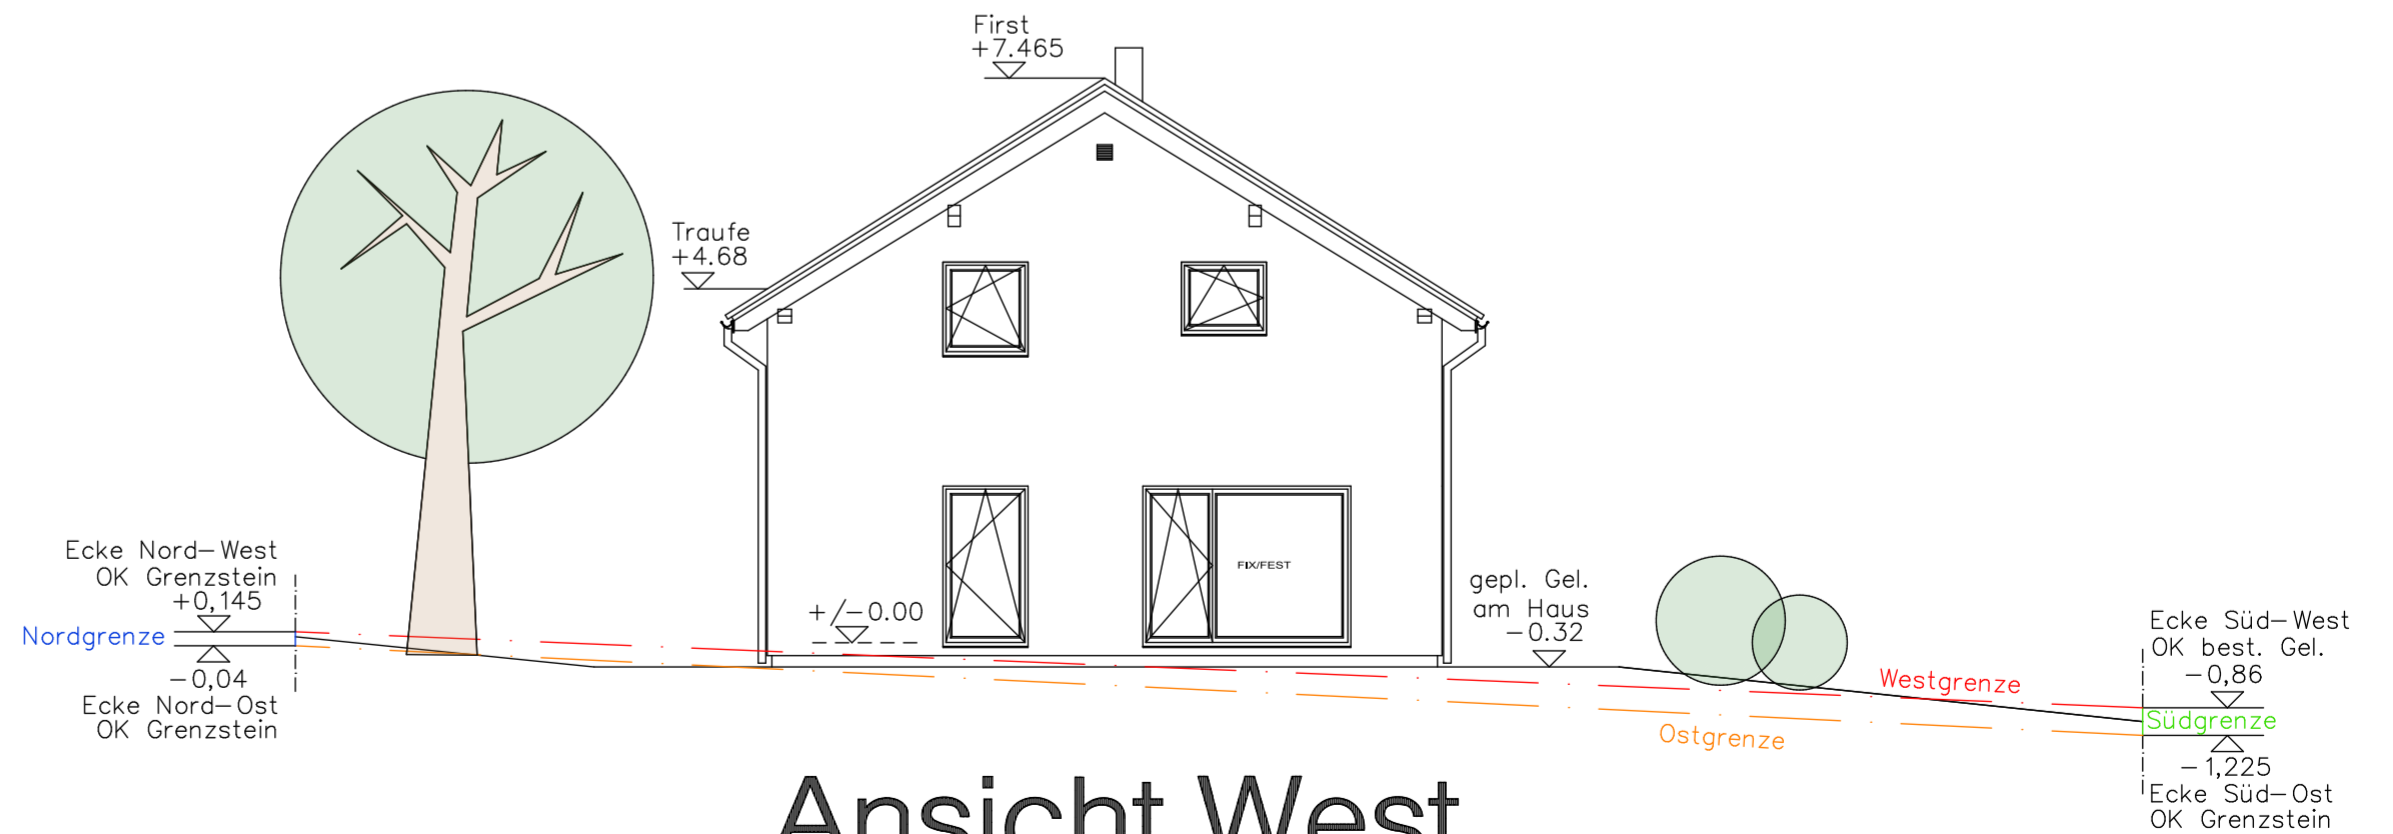 First
+7.465
Traufe
+4.68
FIX/FEST
Ecke Nord-West
OK Grenzstein
+0,145
Nordgrenze
-0,04
Ecke Nord-Ost
OK Grenzstein
+/-0.00
gepl. Gel.
am Haus
-0.32
Ecke Süd-West
OK best. Gel.
-0,86
Westgrenze
Südgrenze
Ostgrenze
-1,225
Ecke Süd-Ost
OK Grenzstein
Ansicht West